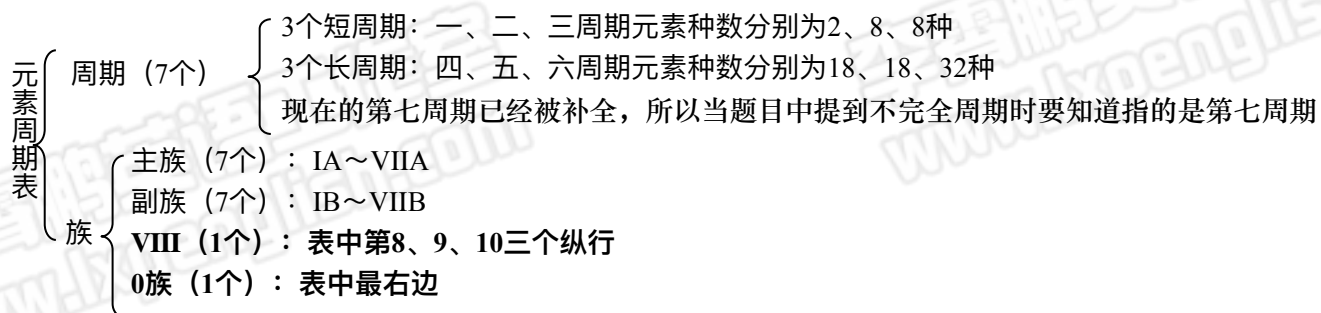 3个短周期：一、二、三周期元素种数分别为2、8、8种
元素周期表
周期（7个）
3个长周期：四、五、六周期元素种数分别为18、18、32种
现在的第七周期已经被补全，所以当题目中提到不完全周期时要知道指的是第七周期
主族（7个）：IA～VIIA
副族（7个）：IB～VIIB
族
VIII（1个）：表中第8、9、10三个纵行
0族（1个）：表中最右边